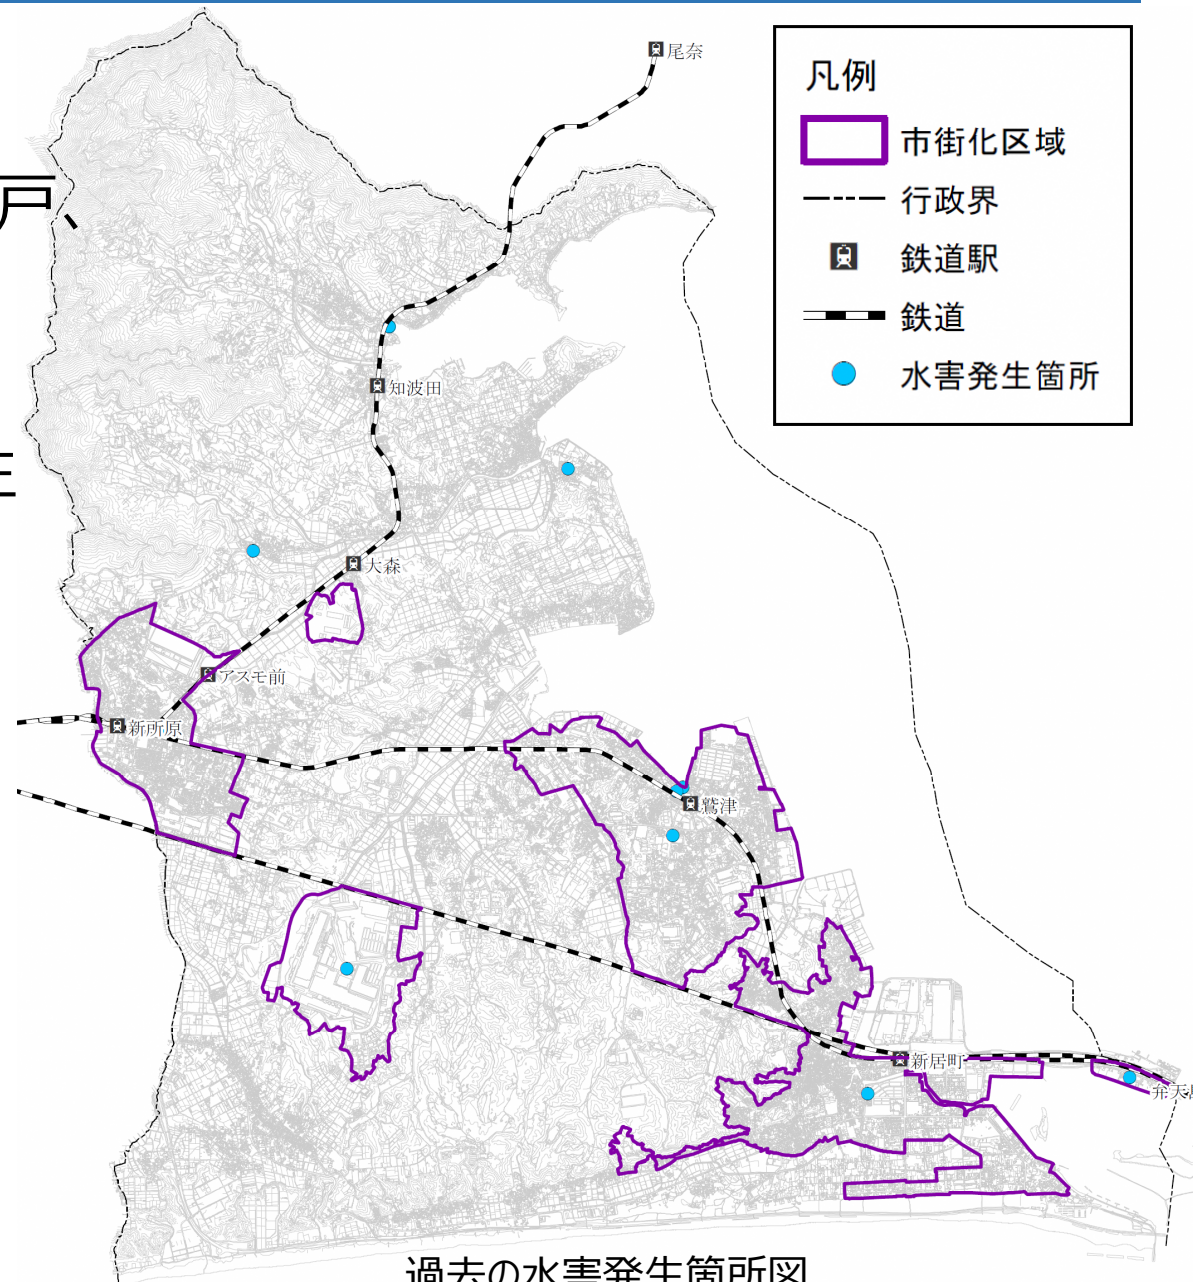 尾奈
凡例
市街化区域
行政界
鉄道駅
鉄道
水害発生箇所
戸、
知波田
大森
アスモ前
新所原
鷲津
新居町
弁天
過去の水害発生箇所図